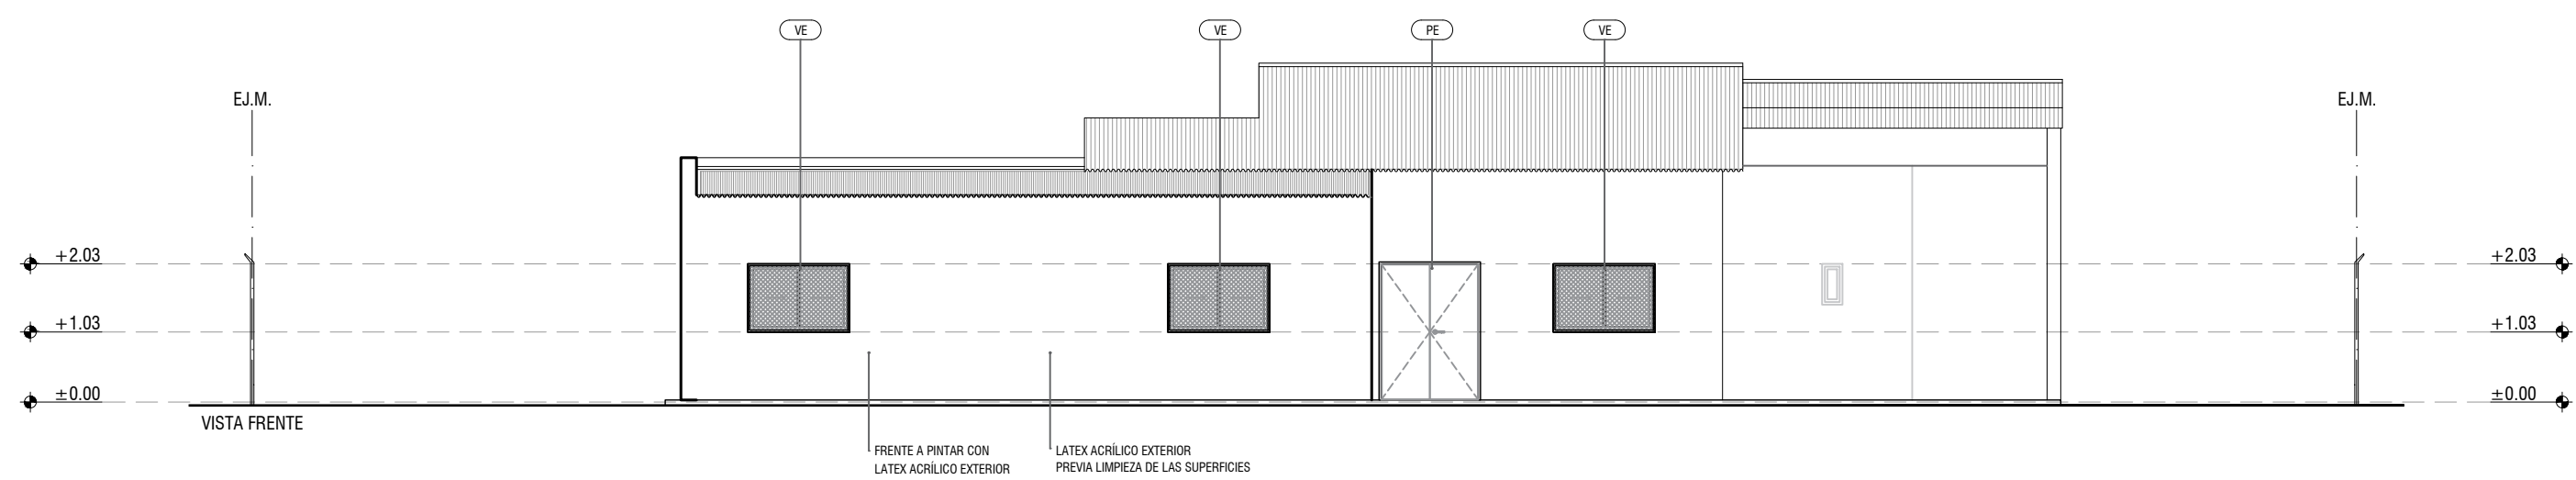 VE
VE
PE
VE
EJ.M.
EJ.M.
+2.03
+2.03
+1.03
+1.03
±0.00
±0.00
VISTA FRENTE
FRENTE A PINTAR CON
LATEX ACRÍLICO EXTERIOR
LATEX ACRÍLICO EXTERIOR
PREVIA LIMPIEZA DE LAS SUPERFICIES